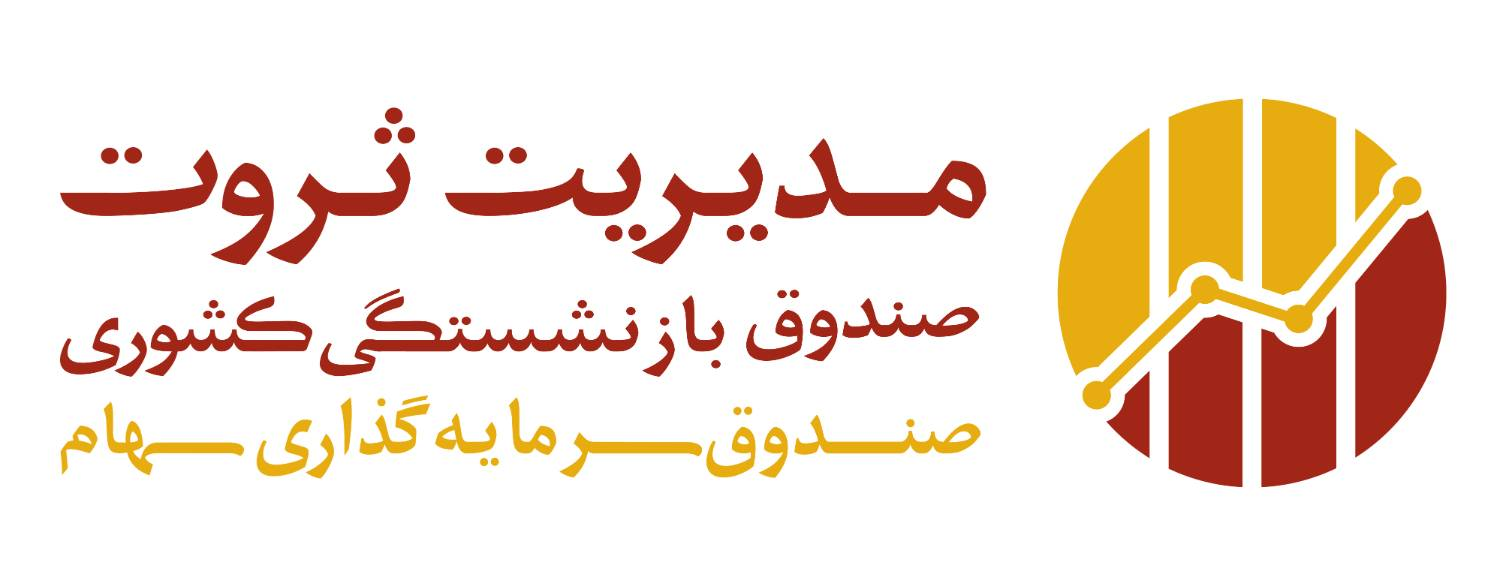 مدیریت ثروت
صندوق بازنشستگی کشوری
صندوق سرمایه گذاری سهام